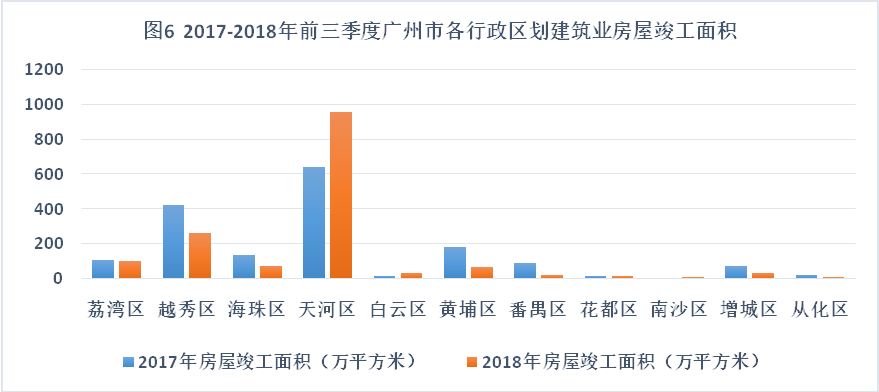 图6 2017-2018年前三季度广州市各行政区划建筑业房屋竣工面积
1200
1000
800
600
400
200
0
荔湾区 越秀区 海珠区 天河区 白云区 黄埔区 番禺区 花都区 南沙区 增城区 从化区
2017年房屋竣工面积（万平方米） 2018年房屋竣工面积（万平方米）